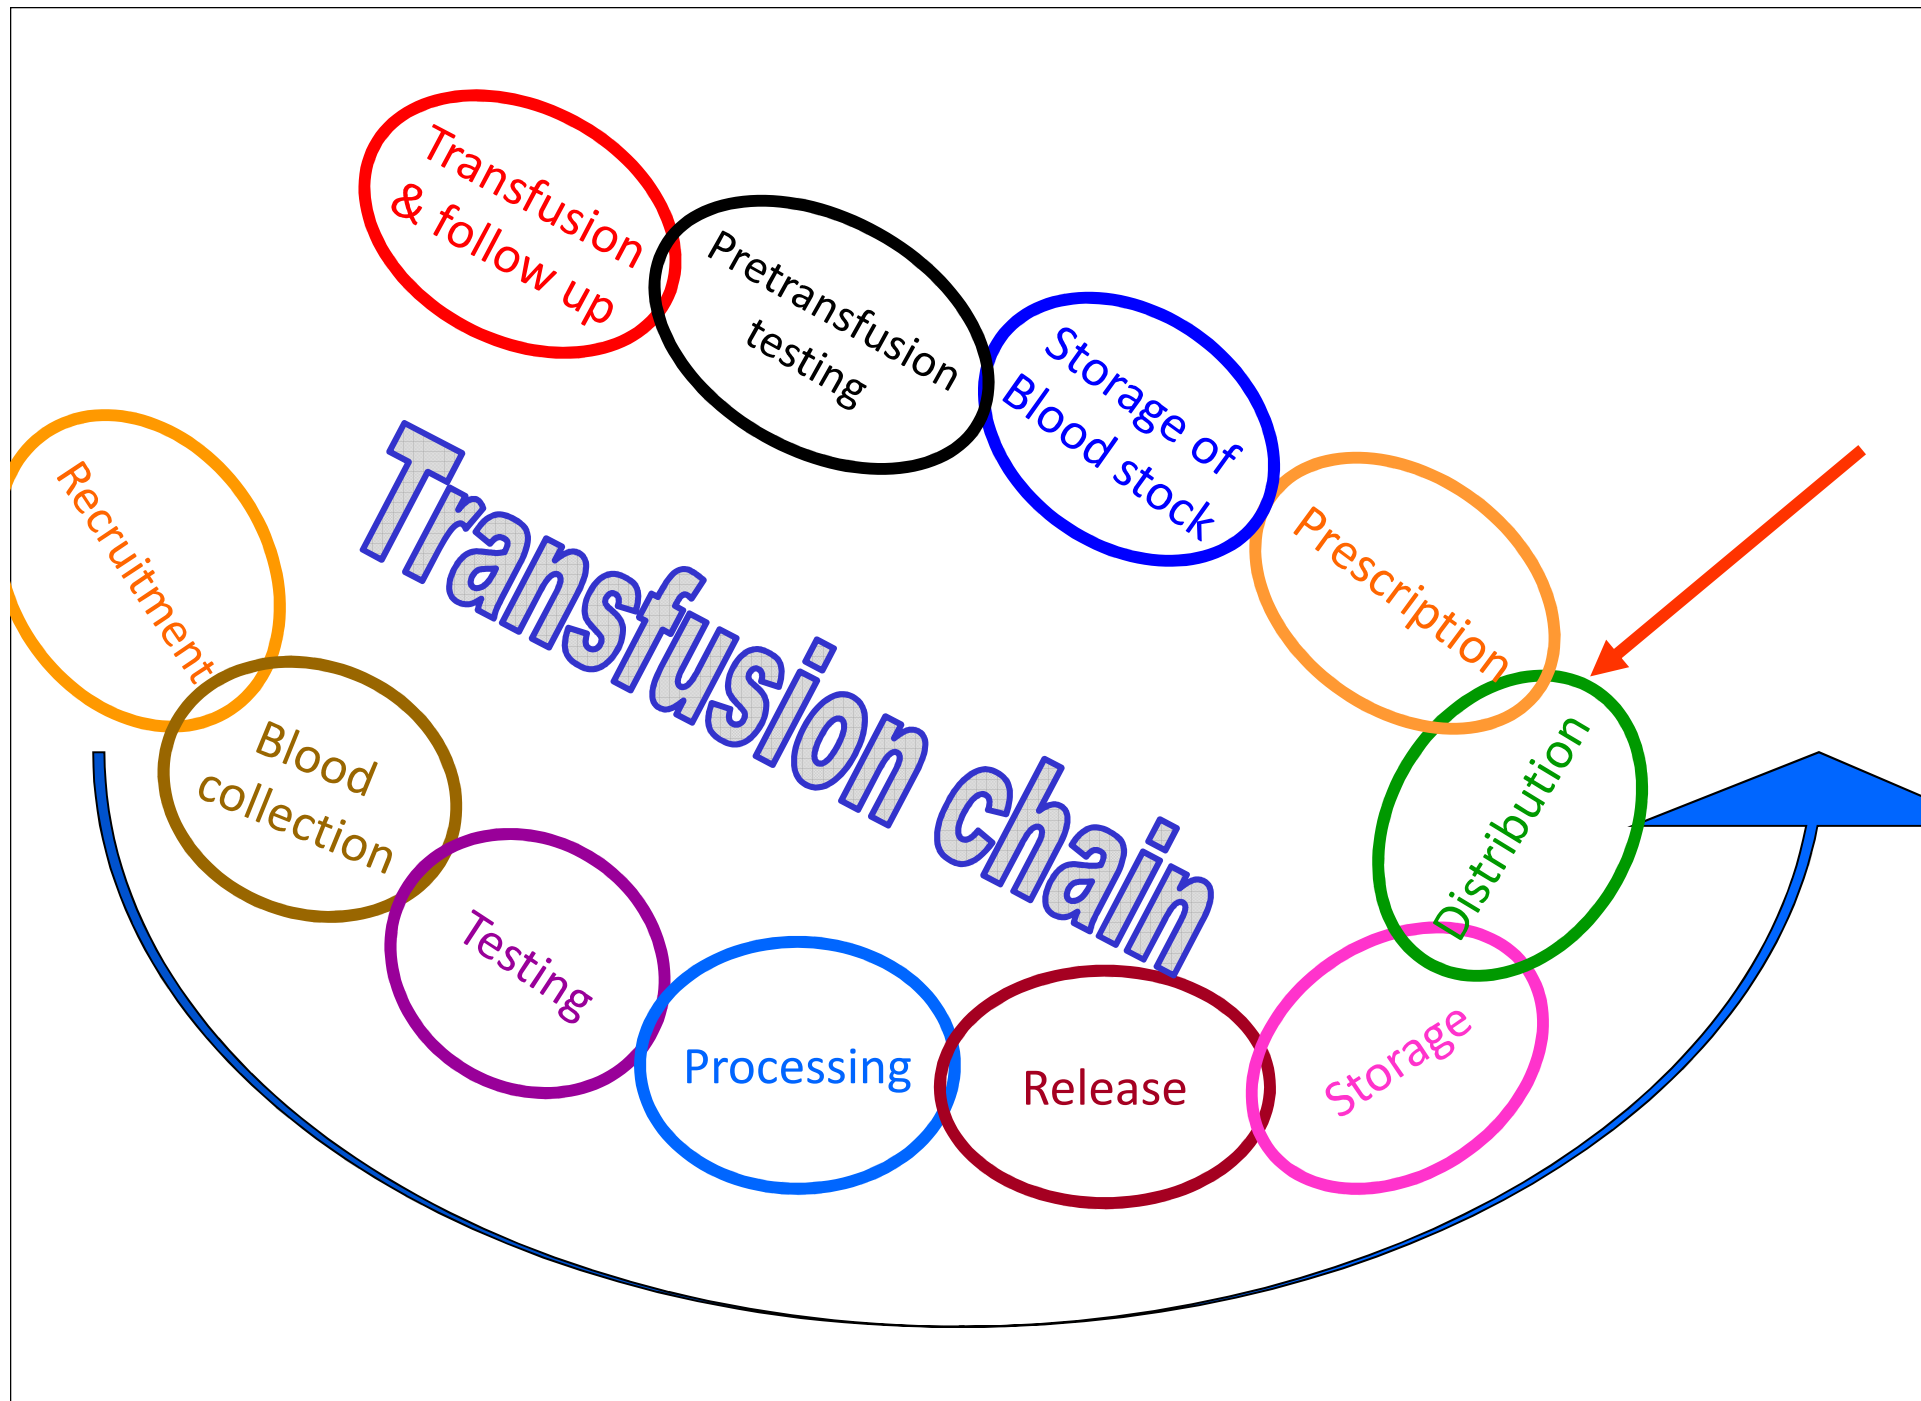 Transfusion
& follow up
Pretransfusion
testing
Storage of
Blood stock
Prescription
Recruitment
Transfusion chain
Blood
collection
Distribution
Testing
Processing
Release
Storage